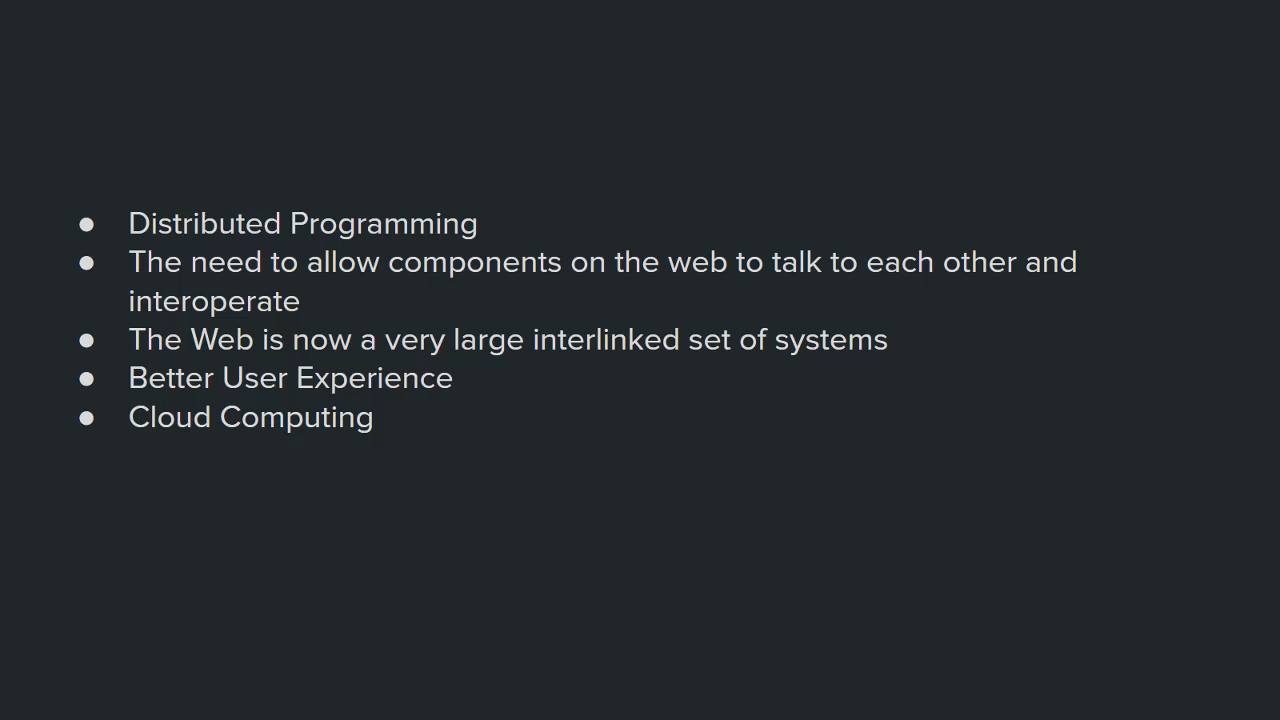 ● Distributed Programming
● The need to allow components on the web to talk to each other and
interoperate
● The Web is now a very large interlinked set of systems
● Better User Experience
● Cloud Computing